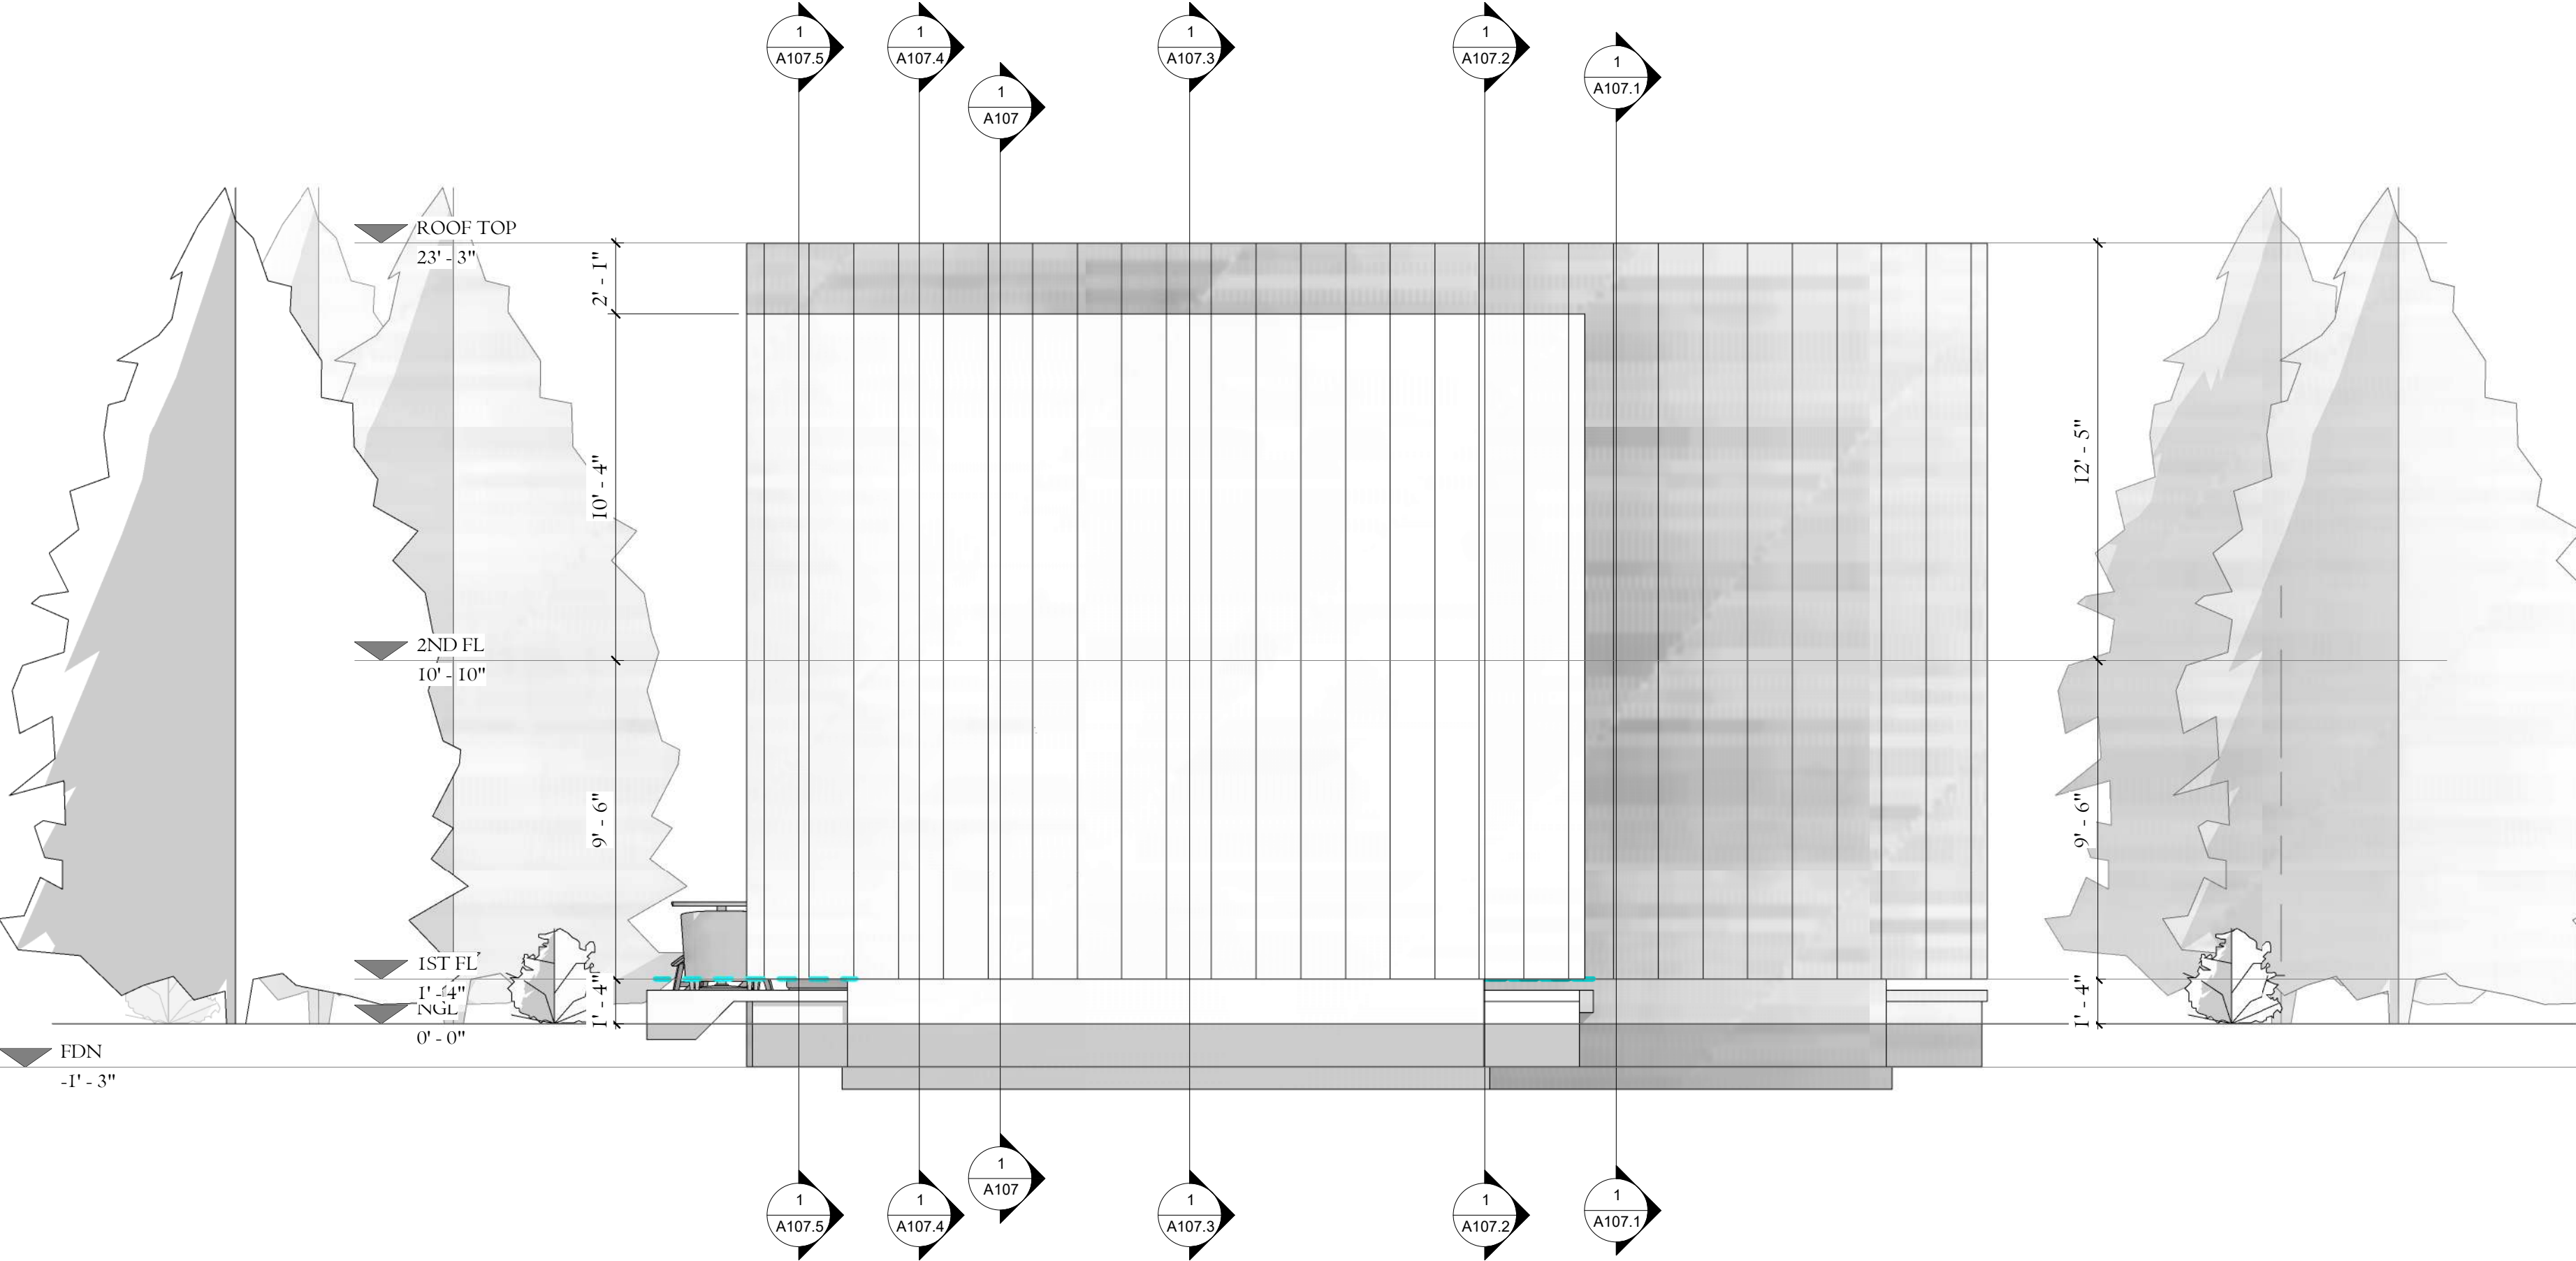 1
A107.5
1
A107.4
1
A107
1
A107.3
1
A107.2
1
A107.1
ROOF TOP
23' - 3"
2' - 1"
10' - 4"
12' - 5"
2ND FL
10' - 10"
9' - 6"
9' - 6"
1ST FL
1' - 4"
1' - 4"
1' - 4"
NGL
0' - 0"
FDN
-1' - 3"
1
A107.5
1
A107.4
1
A107
1
A107.3
1
A107.2
1
A107.1